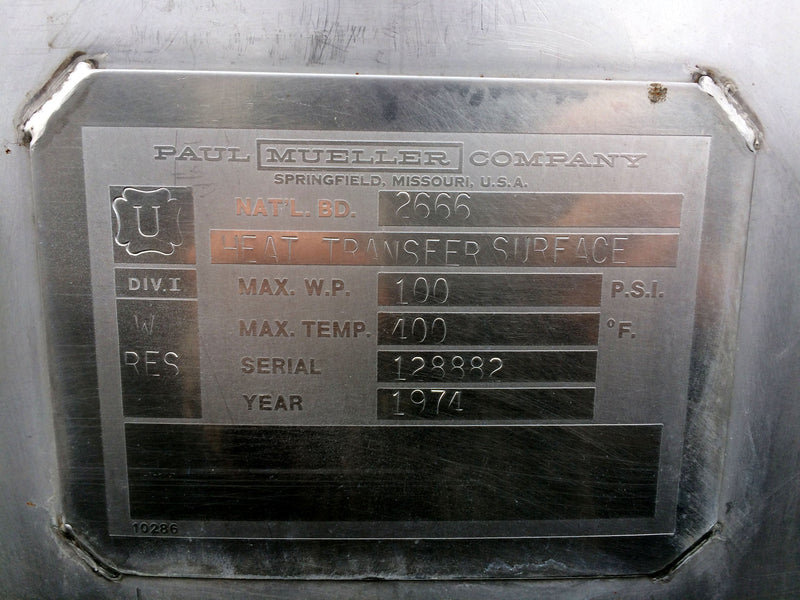 PAUL MUELLER COMPANY
SPRINGFIELD, MISSOURI, U.S.A.
U
NAT'L. BD. 2666
HEAT TRANSFER SURFACE
DIV. I
MAX. W.P. 100 P.S.I.
W
MAX. TEMP. 400 °F.
RES
SERIAL 128882
YEAR 1974
10286